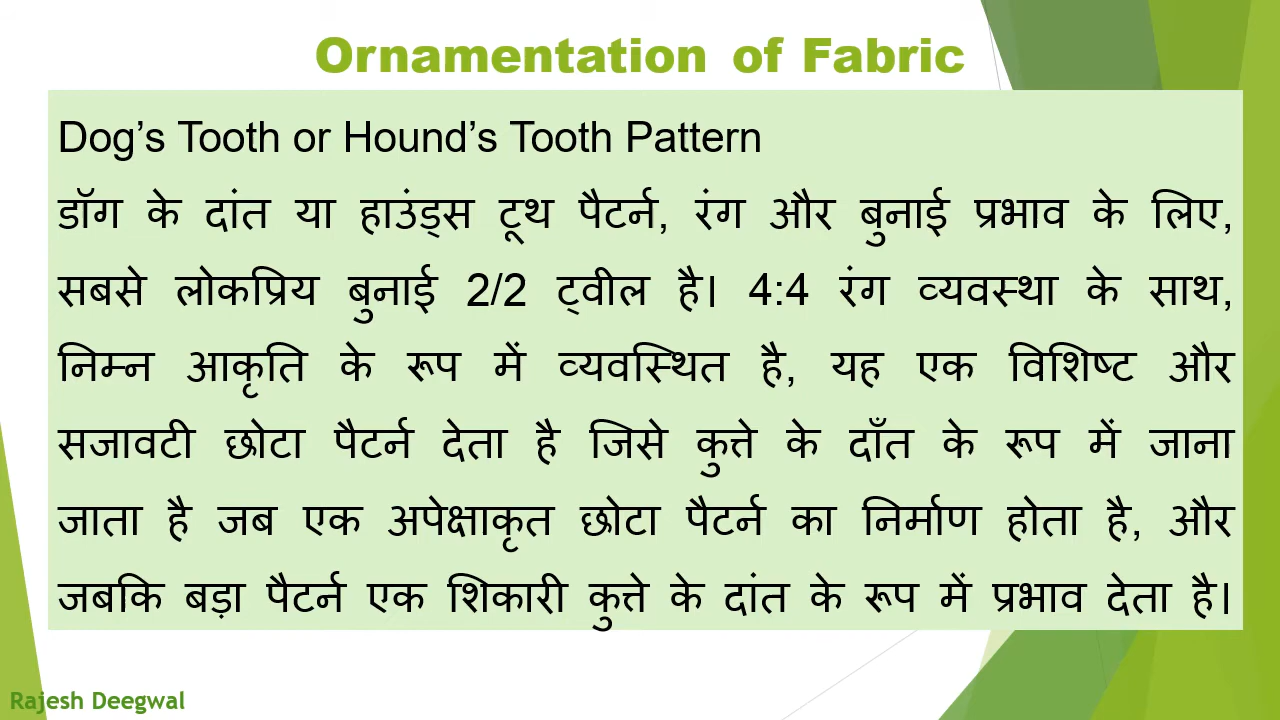 Ornamentation of Fabric
Dog’s Tooth or Hound’s Tooth Pattern
डॉग के दांत या हाउंड्स टूथ पैटर्न, रंग और बुनाई प्रभाव के लिए,
सबसे लोकप्रिय बुनाई 2/2 ट्वील है। 4:4 रंग व्यवस्था के साथ,
निम्न आकृति के रूप में व्यवस्थित है, यह एक विशिष्ट और
सजावटी छोटा पैटर्न देता है जिसे कुत्ते के दाँत के रूप में जाना
जाता है जब एक अपेक्षाकृत छोटा पैटर्न का निर्माण होता है, और
जबकि बड़ा पैटर्न एक शिकारी कुत्ते के दांत के रूप में प्रभाव देता है।
Rajesh Deegwal